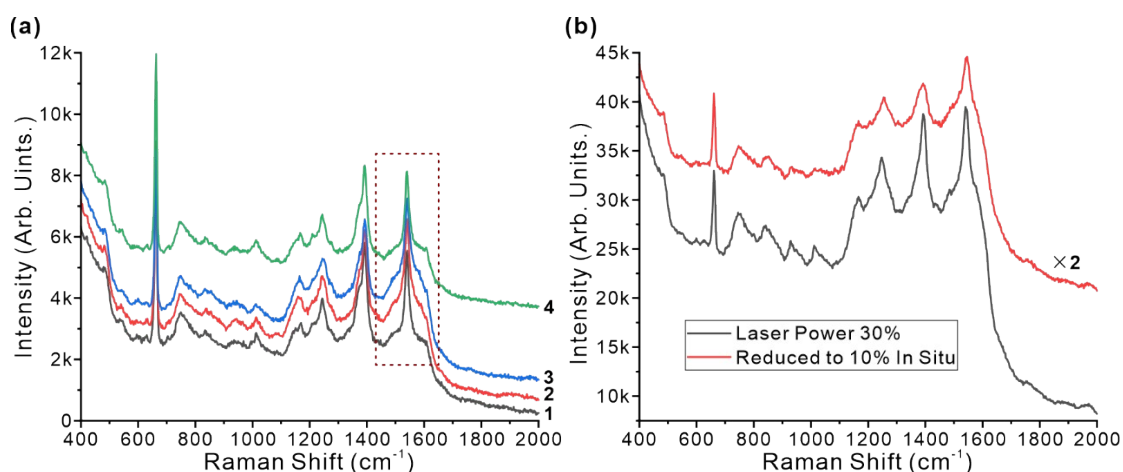 (a)
12k
10k
8k
6k
4k
2k
0
Intensity (Arb. Uints.)
400 600 800 1000 1200 1400 1600 1800 2000
Raman Shift (cm⁻¹)
4
3
2
1
(b)
45k
40k
35k
30k
25k
20k
15k
10k
Intensity (Arb. Units.)
400 600 800 1000 1200 1400 1600 1800 2000
Raman Shift (cm⁻¹)
×2
Laser Power 30%
Reduced to 10% In Situ